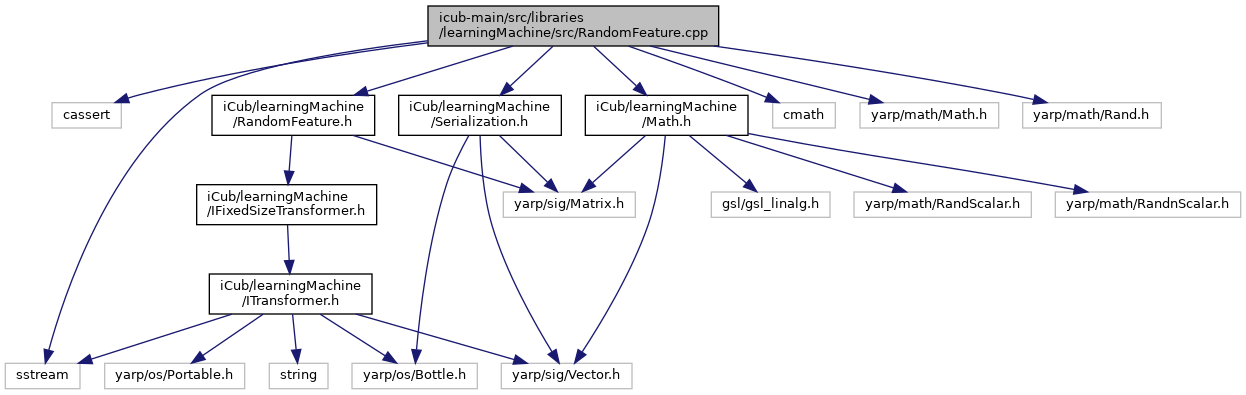 icub-main/src/libraries
/learningMachine/src/RandomFeature.cpp
cassert
iCub/learningMachine
/RandomFeature.h
iCub/learningMachine
/Serialization.h
iCub/learningMachine
/Math.h
cmath
yarp/math/Math.h
yarp/math/Rand.h
iCub/learningMachine
/IFixedSizeTransformer.h
yarp/sig/Matrix.h
gsl/gsl_linalg.h
yarp/math/RandScalar.h
yarp/math/RandnScalar.h
iCub/learningMachine
/ITransformer.h
sstream
yarp/os/Portable.h
string
yarp/os/Bottle.h
yarp/sig/Vector.h